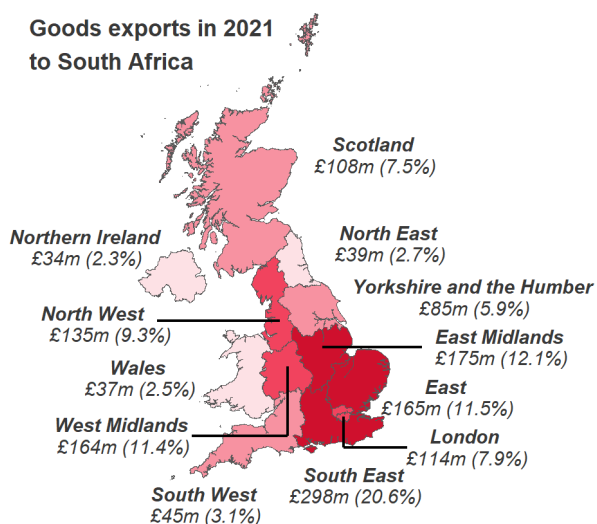 Goods exports in 2021
to South Africa
Scotland
£108m (7.5%)
Northern Ireland
£34m (2.3%)
North East
£39m (2.7%)
Yorkshire and the Humber
£85m (5.9%)
North West
£135m (9.3%)
East Midlands
£175m (12.1%)
Wales
£37m (2.5%)
East
£165m (11.5%)
West Midlands
£164m (11.4%)
London
£114m (7.9%)
South East
£298m (20.6%)
South West
£45m (3.1%)